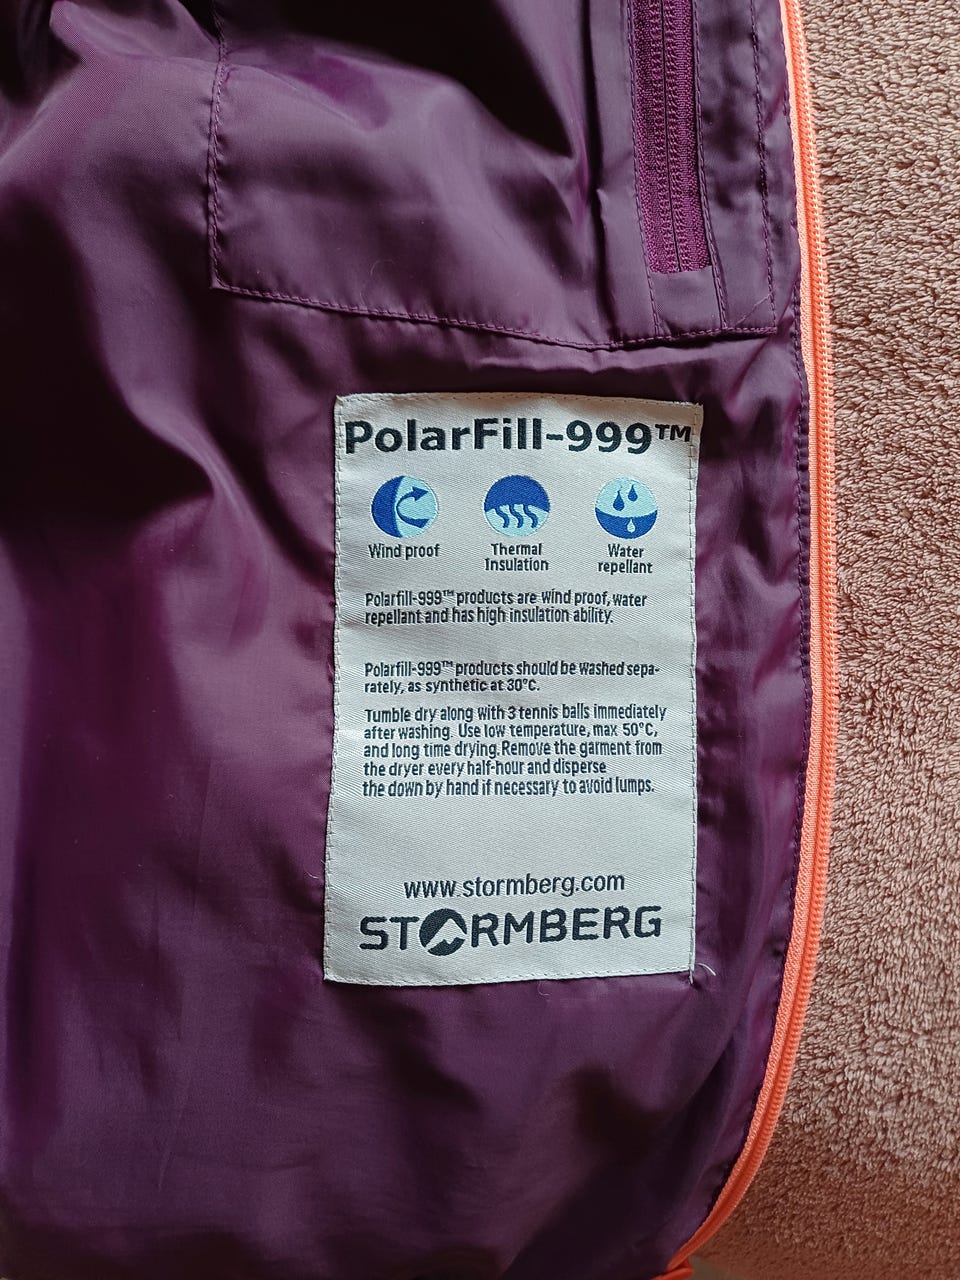 PolarFill-999™
Wind proof
Thermal
Insulation
Water
repellant
Polarfill-999™ products are wind proof, water
repellant and has high insulation ability.
Polarfill-999™ products should be washed sepa-
rately, as synthetic at 30°C.
Tumble dry along with 3 tennis balls immediately
after washing. Use low temperature, max 50°C,
and long time drying. Remove the garment from
the dryer every half-hour and disperse
the down by hand if necessary to avoid lumps.
www.stormberg.com
STORMBERG